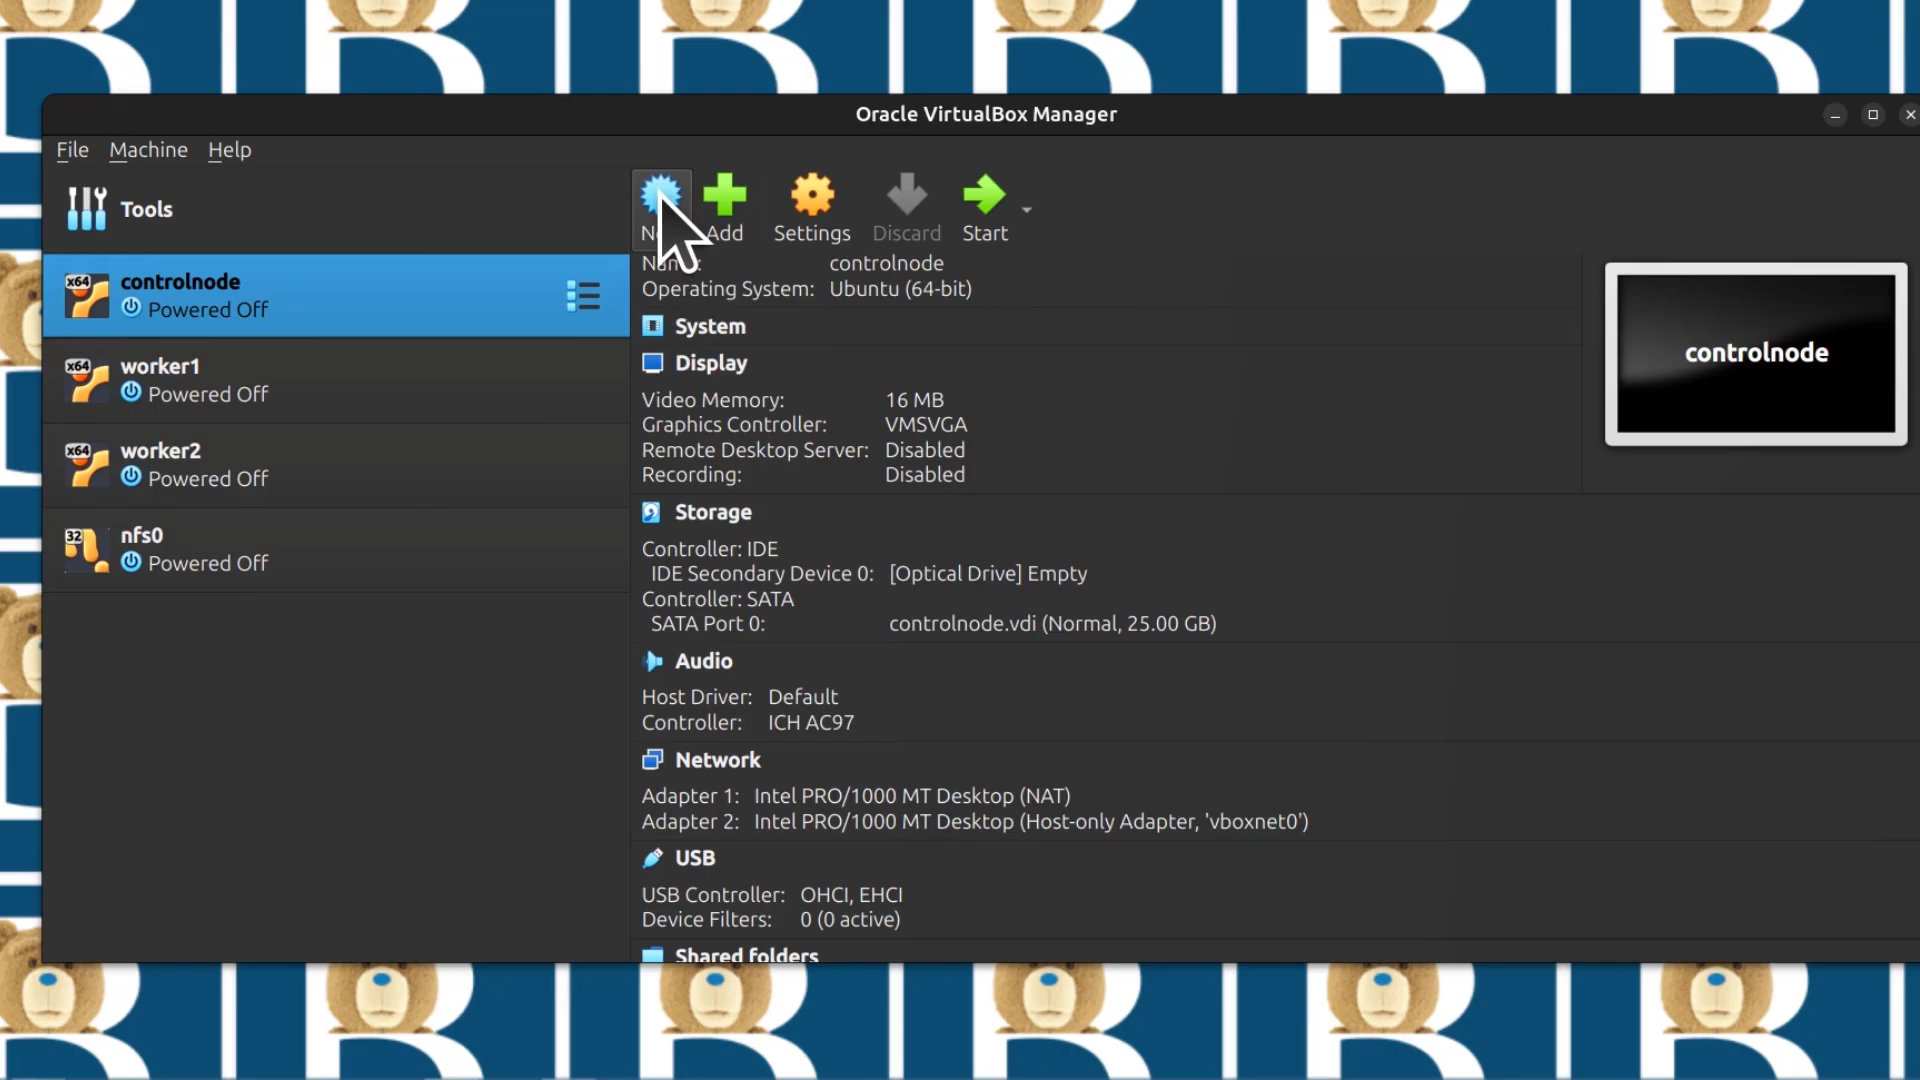 Oracle VirtualBox Manager
File Machine Help
Tools
Add Settings Discard Start
x64 controlnode
Powered Off
x64 worker1
Powered Off
x64 worker2
Powered Off
32 nfs0
Powered Off
controlnode
Operating System: Ubuntu (64-bit)
System
Display
Video Memory: 16 MB
Graphics Controller: VMSVGA
Remote Desktop Server: Disabled
Recording: Disabled
Storage
Controller: IDE
IDE Secondary Device 0: [Optical Drive] Empty
Controller: SATA
SATA Port 0: controlnode.vdi (Normal, 25.00 GB)
Audio
Host Driver: Default
Controller: ICH AC97
Network
Adapter 1: Intel PRO/1000 MT Desktop (NAT)
Adapter 2: Intel PRO/1000 MT Desktop (Host-only Adapter, 'vboxnet0')
USB
USB Controller: OHCI, EHCI
Device Filters: 0 (0 active)
Shared folders
controlnode